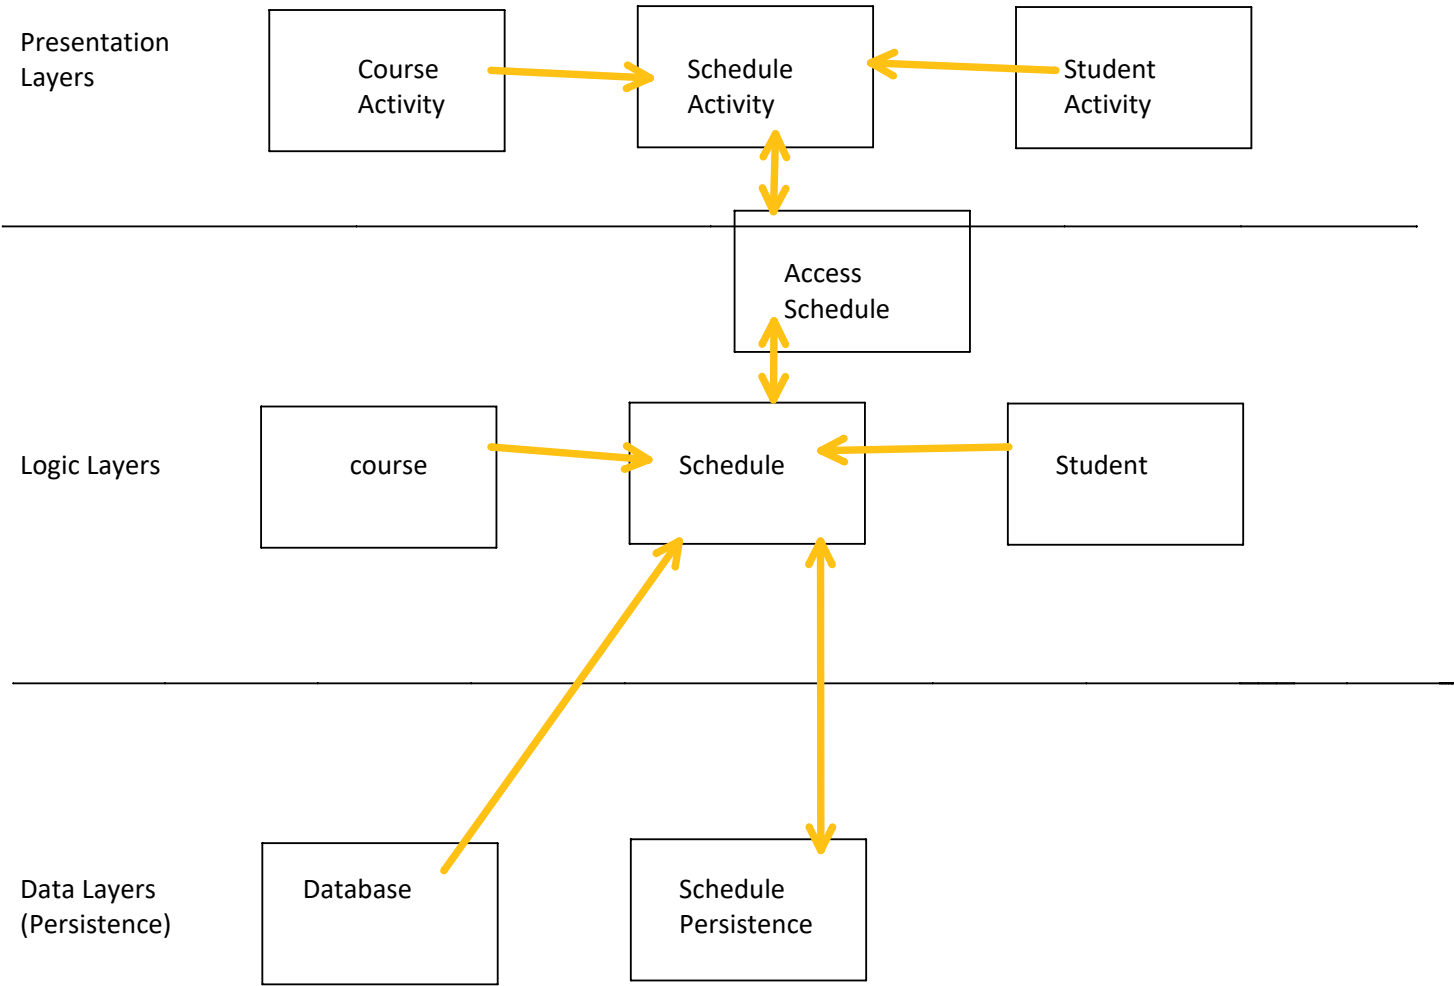 Presentation
Layers
Course
Activity
Schedule
Activity
Student
Activity
Access
Schedule
Logic Layers
course
Schedule
Student
Data Layers
(Persistence)
Database
Schedule
Persistence